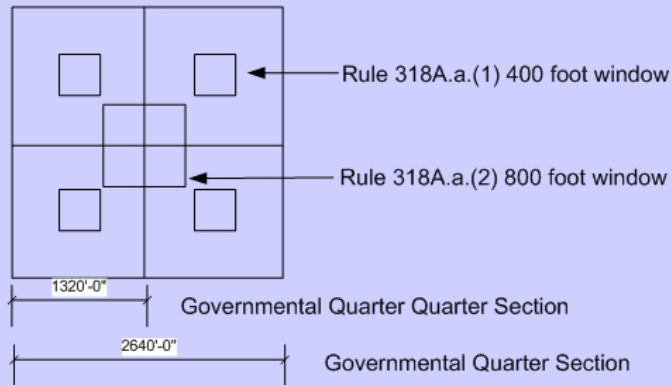 Rule 318A.a.(1) 400 foot window
Rule 318A.a.(2) 800 foot window
1320'-0"
Governmental Quarter Quarter Section
2640'-0"
Governmental Quarter Section